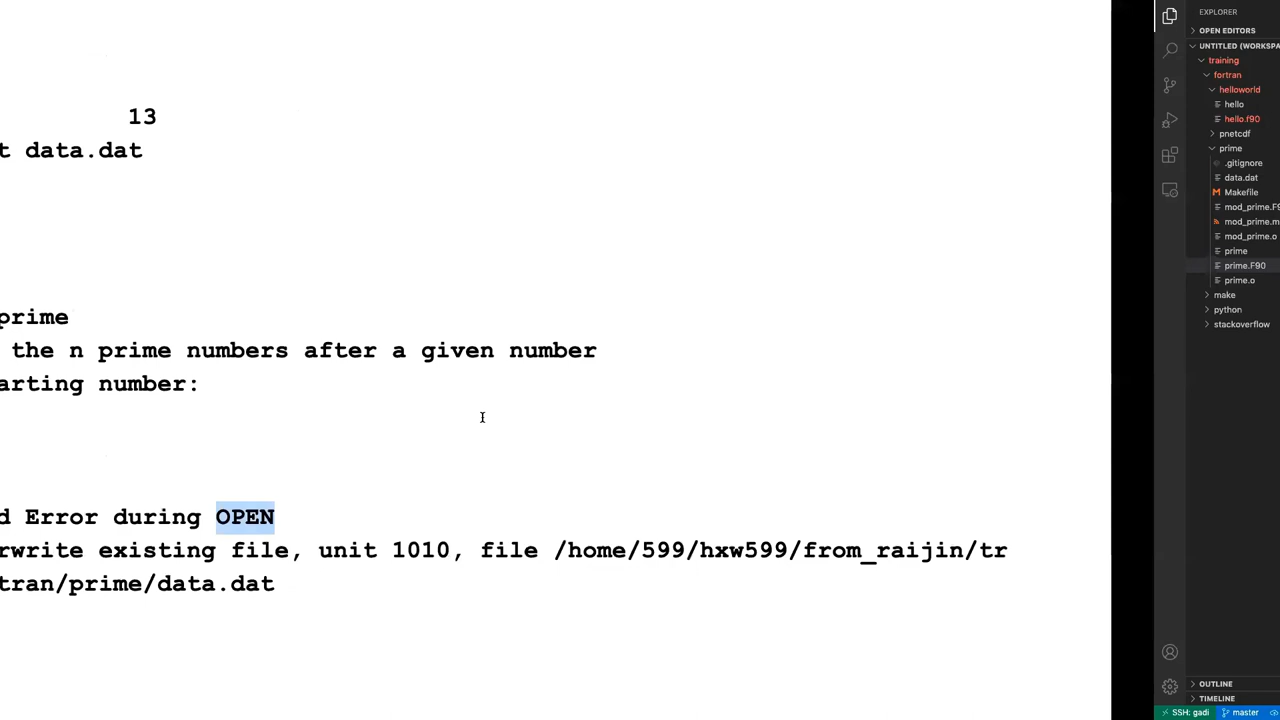 13
t data.dat
prime
the n prime numbers after a given number
arting number:
d Error during OPEN
rwrite existing file, unit 1010, file /home/599/hxw599/from_raijin/tr
tran/prime/data.dat
EXPLORER
OPEN EDITORS
UNTITLED (WORKSPA
training
fortran
helloworld
hello
hello.f90
pnetcdf
prime
.gitignore
data.dat
Makefile
mod_prime.F9
mod_prime.m
mod_prime.o
prime
prime.F90
prime.o
make
python
stackoverflow
OUTLINE
TIMELINE
SSH: gadi
master